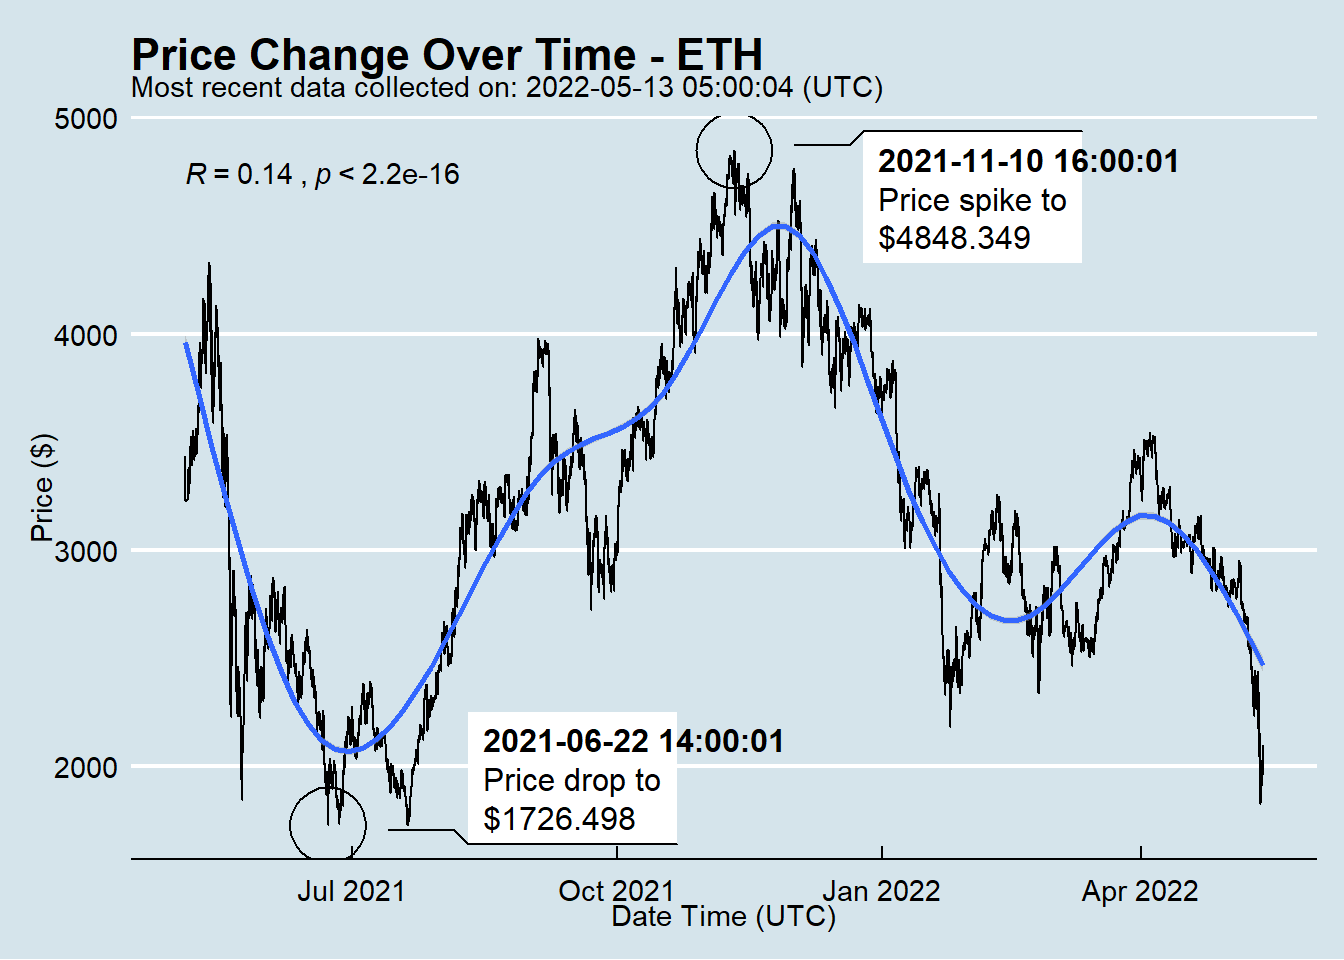 Price Change Over Time - ETH
Most recent data collected on: 2022-05-13 05:00:04 (UTC)
5000
R = 0.14 , p < 2.2e-16
2021-11-10 16:00:01
Price spike to
$4848.349
4000
Price ($)
3000
2000
2021-06-22 14:00:01
Price drop to
$1726.498
Jul 2021
Oct 2021
Jan 2022
Apr 2022
Date Time (UTC)